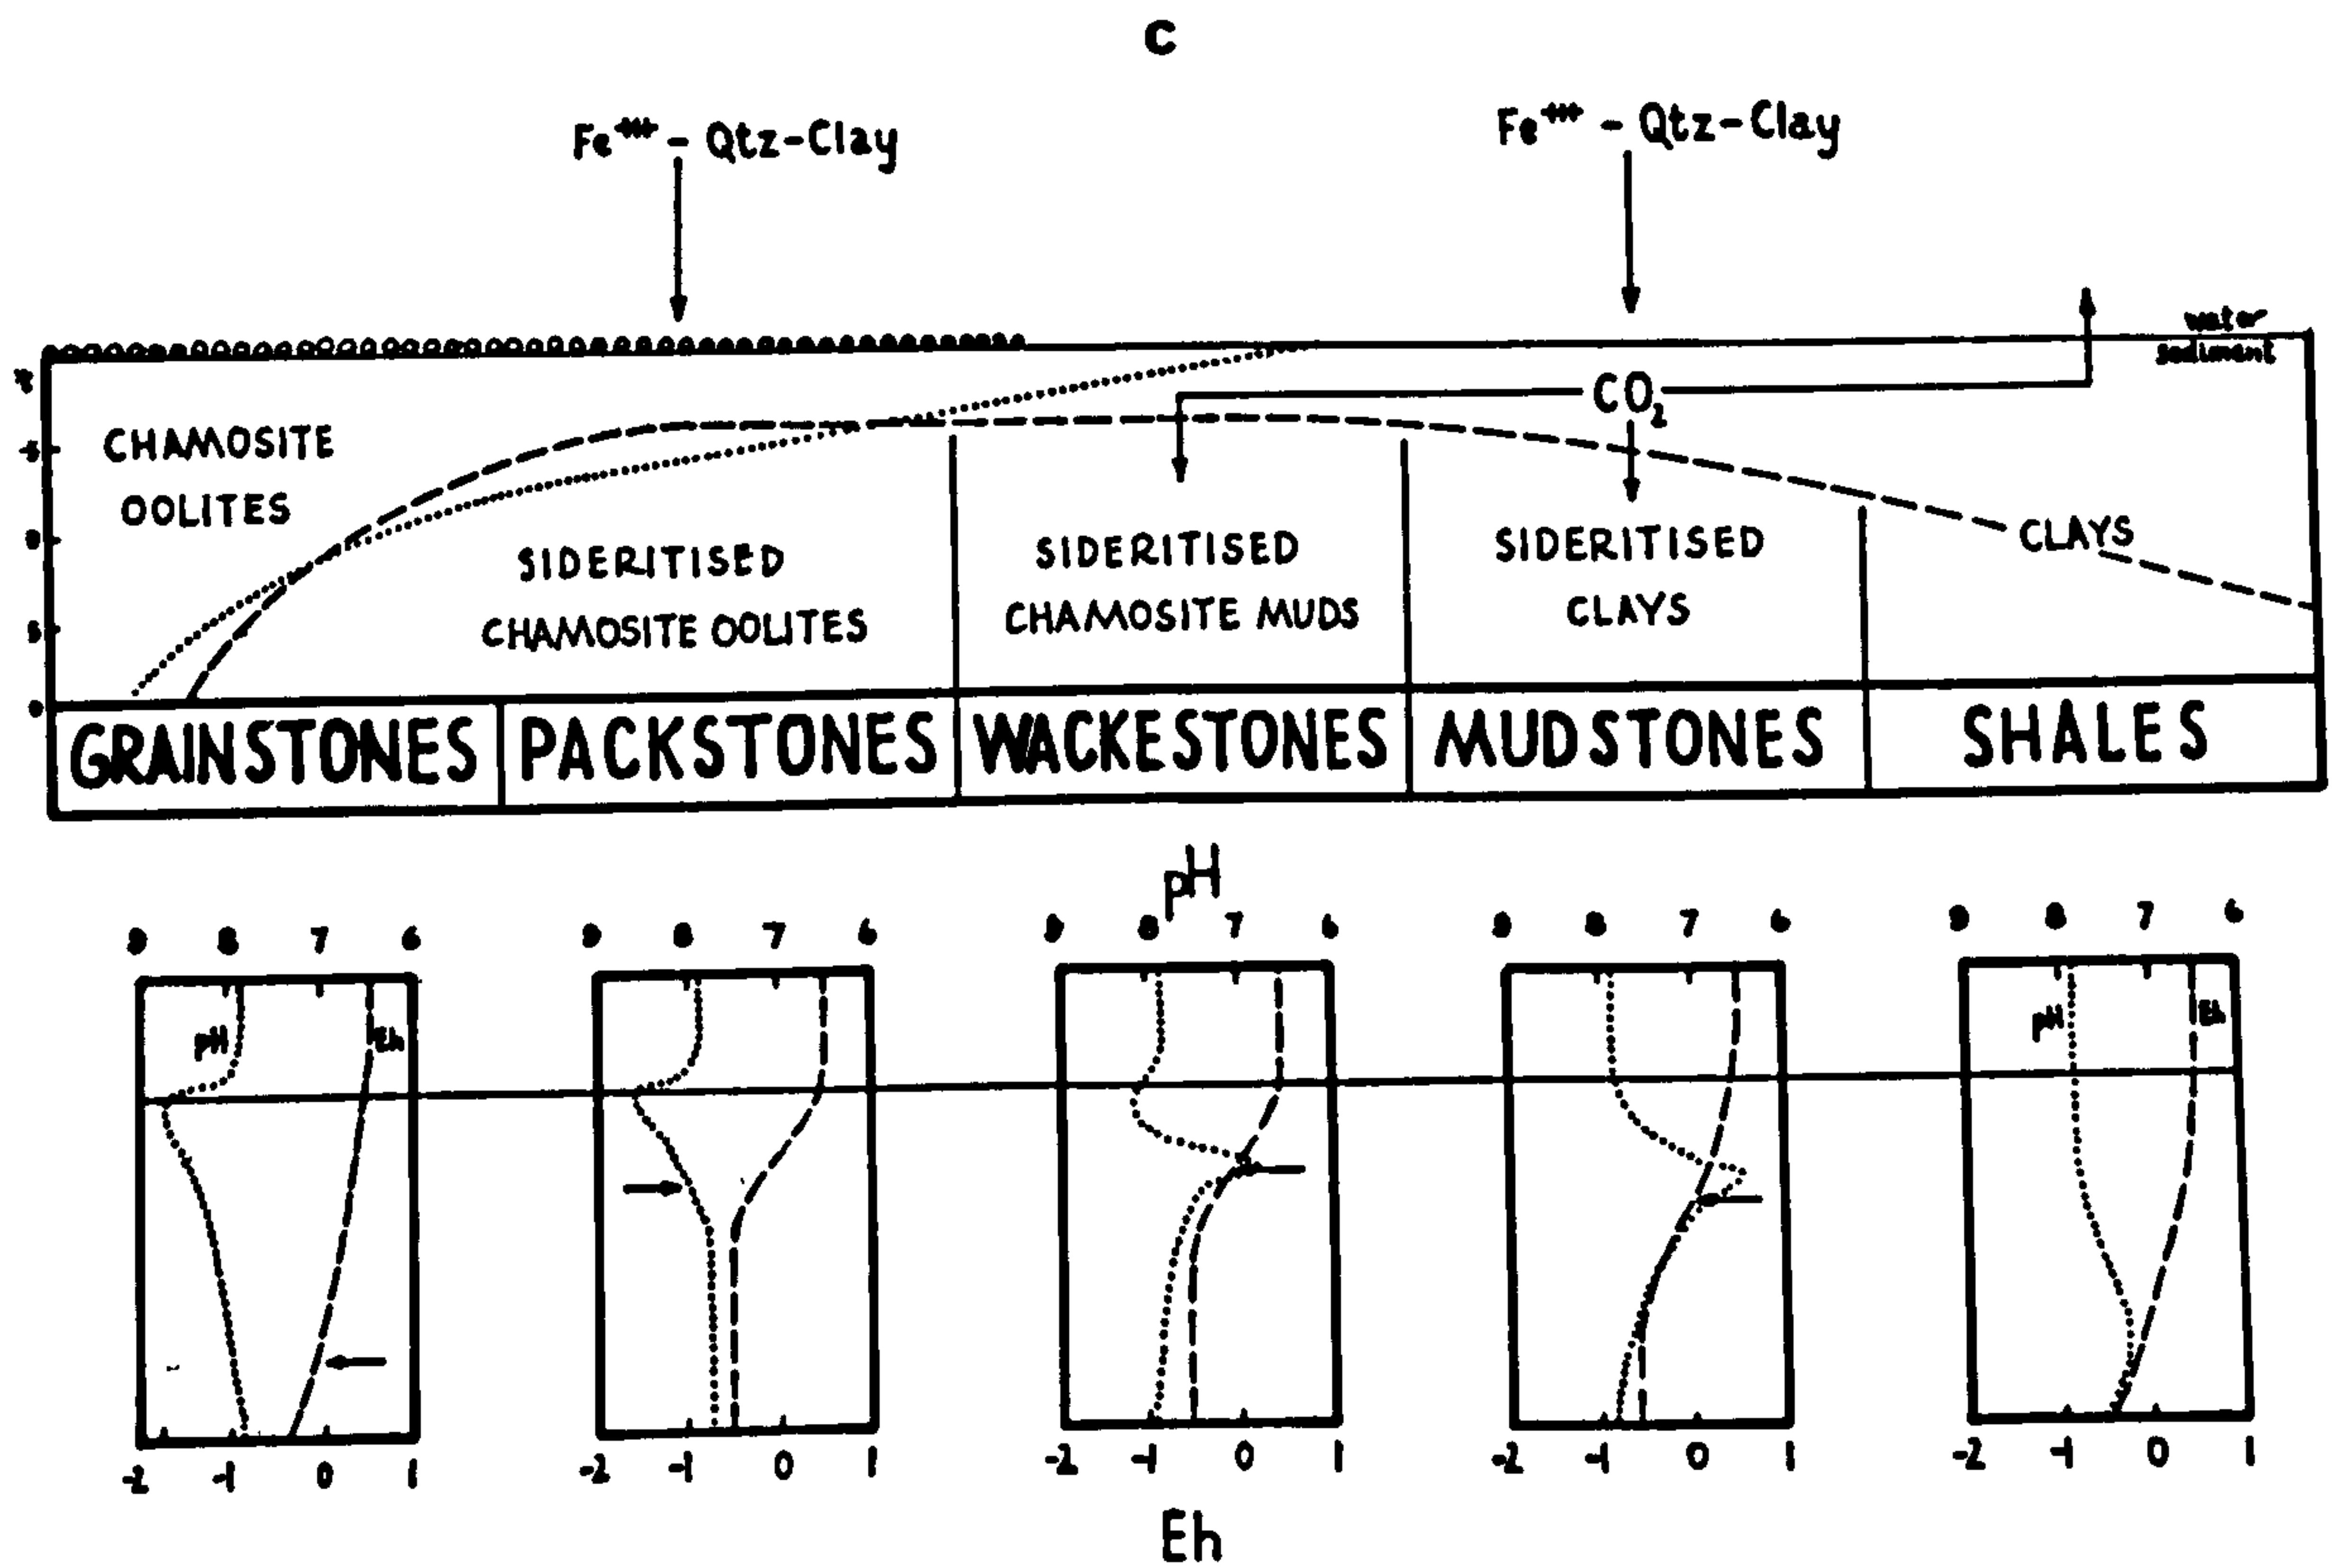 C
Fe+++ - Qtz-Clay
Fe+++ - Qtz-Clay
water
sediment
CO2
CHAMOSITE
OOLITES
SIDERITISED
CHAMOSITE OOLITES
SIDERITISED
CHAMOSITE MUDS
SIDERITISED
CLAYS
CLAYS
GRAINSTONES PACKSTONES WACKESTONES MUDSTONES SHALES
pH
9 8 7 6
9 8 7 6
9 8 7 6
9 8 7 6
9 8 7 6
pH Eh
pH Eh
-2 -1 0 1
-2 -1 0 1
-2 -1 0 1
-2 -1 0 1
-2 -1 0 1
Eh